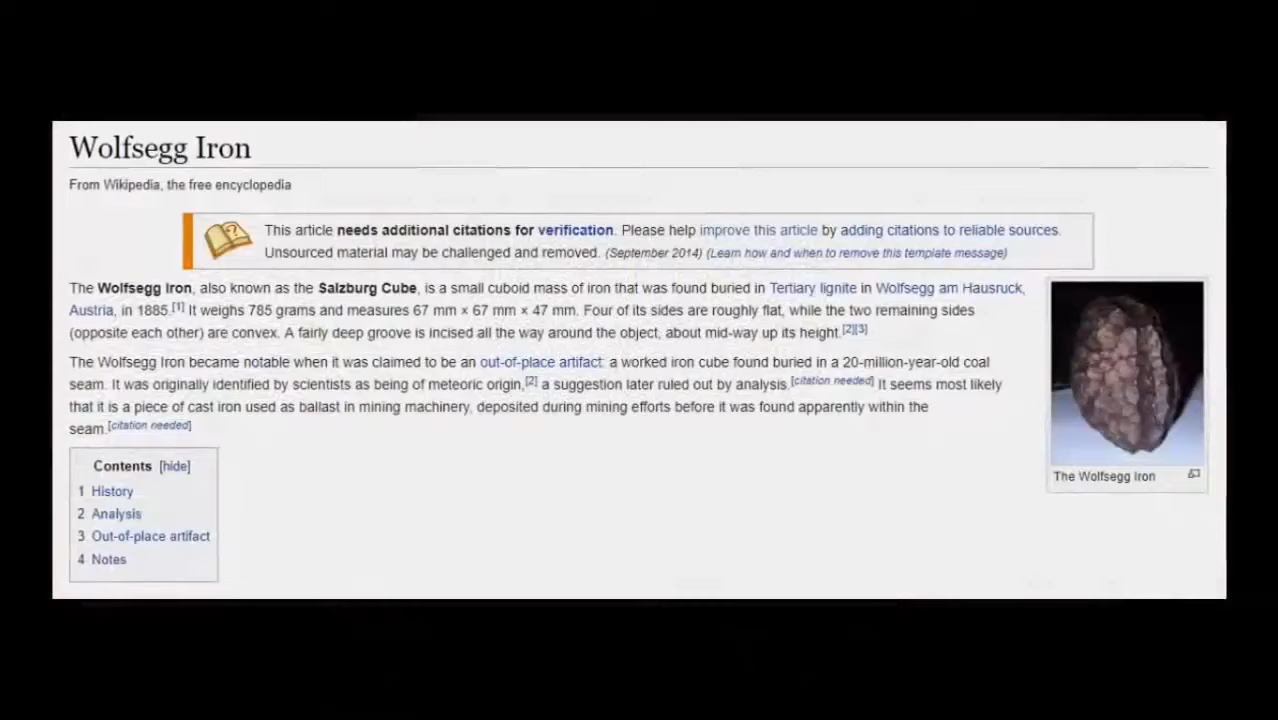 Wolfsegg Iron
From Wikipedia, the free encyclopedia
This article needs additional citations for verification. Please help improve this article by adding citations to reliable sources.
Unsourced material may be challenged and removed. (September 2014) (Learn how and when to remove this template message)
The Wolfsegg Iron, also known as the Salzburg Cube, is a small cuboid mass of iron that was found buried in Tertiary lignite in Wolfsegg am Hausruck,
Austria, in 1885.[1] It weighs 785 grams and measures 67 mm × 67 mm × 47 mm. Four of its sides are roughly flat, while the two remaining sides
(opposite each other) are convex. A fairly deep groove is incised all the way around the object, about mid-way up its height.[2][3]
The Wolfsegg Iron became notable when it was claimed to be an out-of-place artifact: a worked iron cube found buried in a 20-million-year-old coal
seam. It was originally identified by scientists as being of meteoric origin,[2] a suggestion later ruled out by analysis.[citation needed] It seems most likely
that it is a piece of cast iron used as ballast in mining machinery, deposited during mining efforts before it was found apparently within the
seam.[citation needed]
The Wolfsegg Iron
Contents [hide]
1 History
2 Analysis
3 Out-of-place artifact
4 Notes